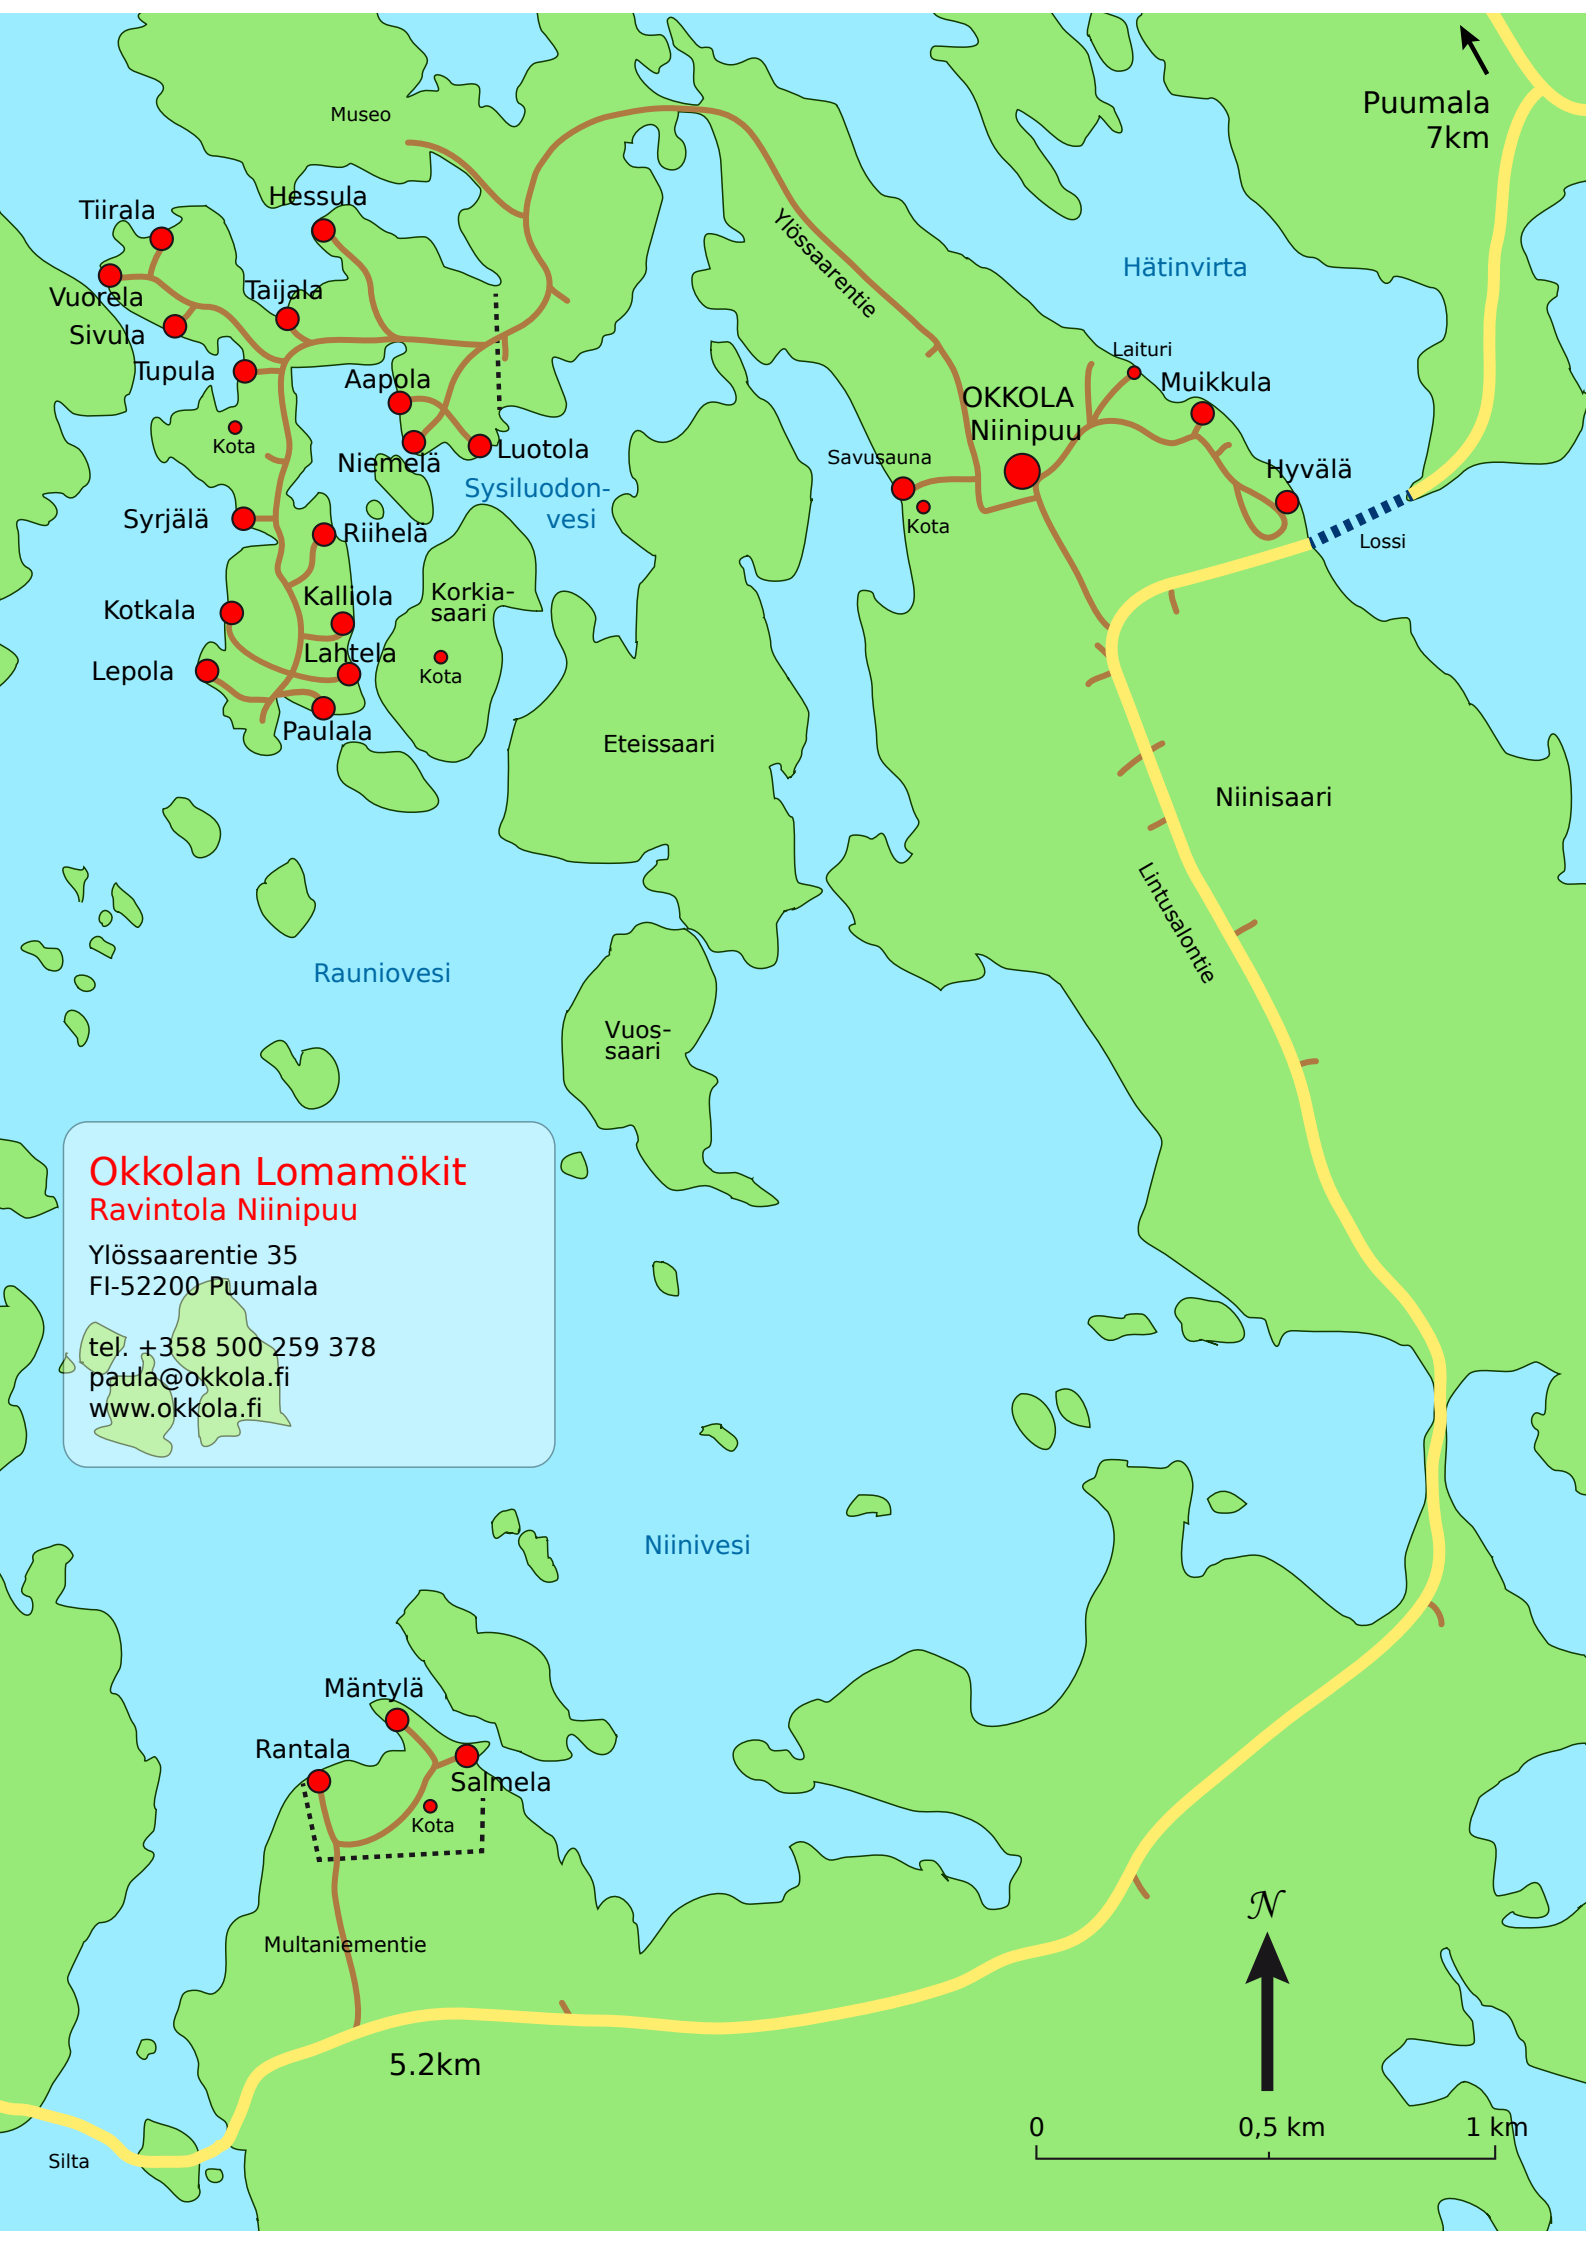 Puumala
7km
Museo
Hessula
Tiirala
Ylössaarentie
Hätinvirta
Vuorela
Taijala
Sivula
Laituri
Tupula
Aapola
Muikkula
OKKOLA
Niinipuu
Kota
Niemelä
Luotola
Savusauna
Hyvälä
Sysiluodon-
vesi
Syrjälä
Riihelä
Kota
Lossi
Kotkala
Kalliola
Korkia-
saari
Lahtela
Lepola
Kota
Paulala
Eteissaari
Niinisaari
Lintusalontie
Rauniovesi
Vuos-
saari
Okkolan Lomamökit
Ravintola Niinipuu
Ylössaarentie 35
FI-52200 Puumala
tel. +358 500 259 378
paula@okkola.fi
www.okkola.fi
Niinivesi
Mäntylä
Rantala
Salmela
Kota
N
Multaniementie
5.2km
0 0,5 km 1 km
Silta